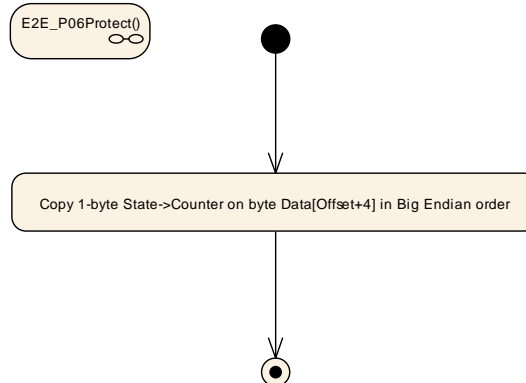 E2E_P06Protect()
Copy 1-byte State->Counter on byte Data[Offset+4] in Big Endian order